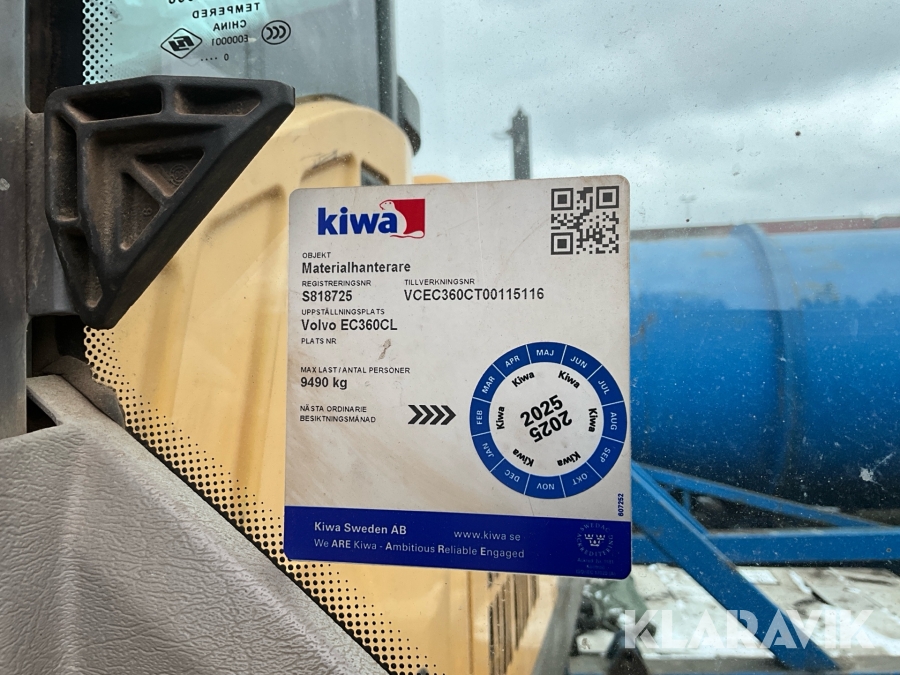 TEMPERED
CHINA
E000001
kiwa
OBJEKT
Materialhanterare
REGISTRERINGSNR TILLVERKNINGSNR
S818725 VCEC360CT00115116
UPPSTÄLLNINGSPLATS
Volvo EC360CL
PLATS NR
MAX LAST/ANTAL PERSONER
9490 kg
NÄSTA ORDINARIE
BESIKTNINGSMÅNAD
JAN FEB MAR APR MAJ JUN JUL AUG SEP OKT NOV DEC
Kiwa Kiwa Kiwa Kiwa Kiwa Kiwa
2025
2025
607252
Kiwa Sweden AB www.kiwa.se
We ARE Kiwa - Ambitious Reliable Engaged
KLARAVIK